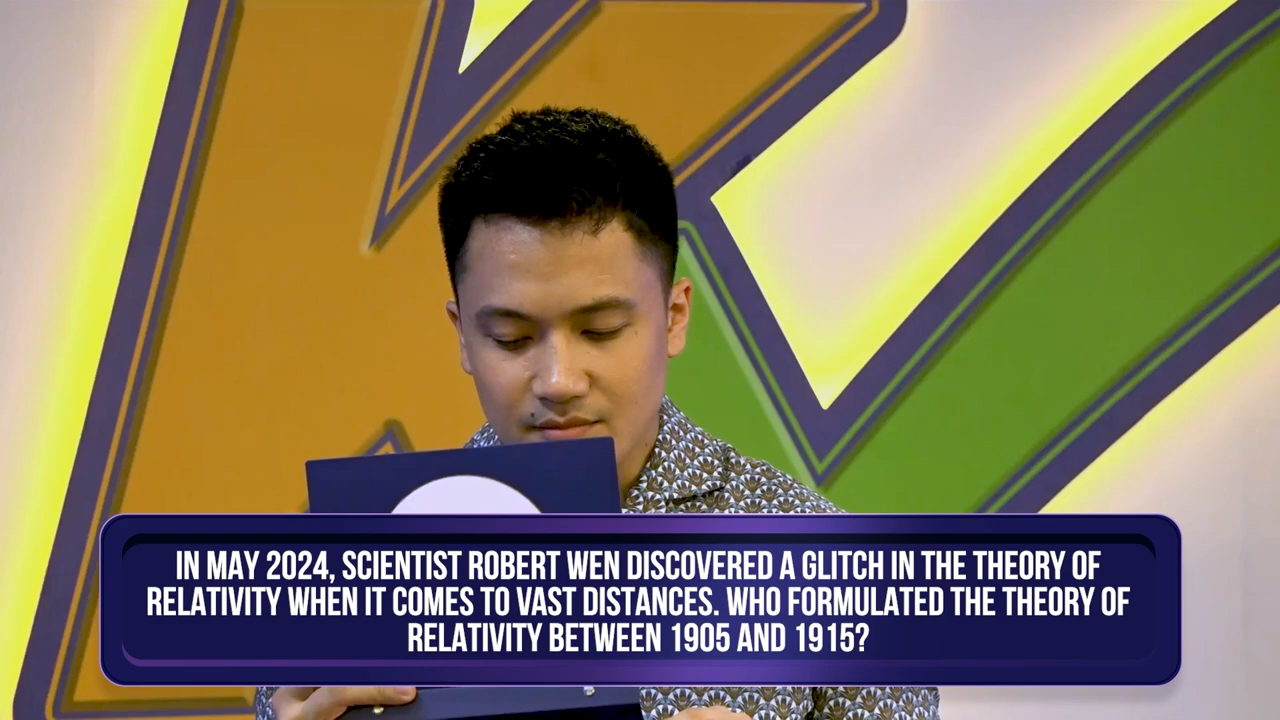 IN MAY 2024, SCIENTIST ROBERT WEN DISCOVERED A GLITCH IN THE THEORY OF
RELATIVITY WHEN IT COMES TO VAST DISTANCES. WHO FORMULATED THE THEORY OF
RELATIVITY BETWEEN 1905 AND 1915?